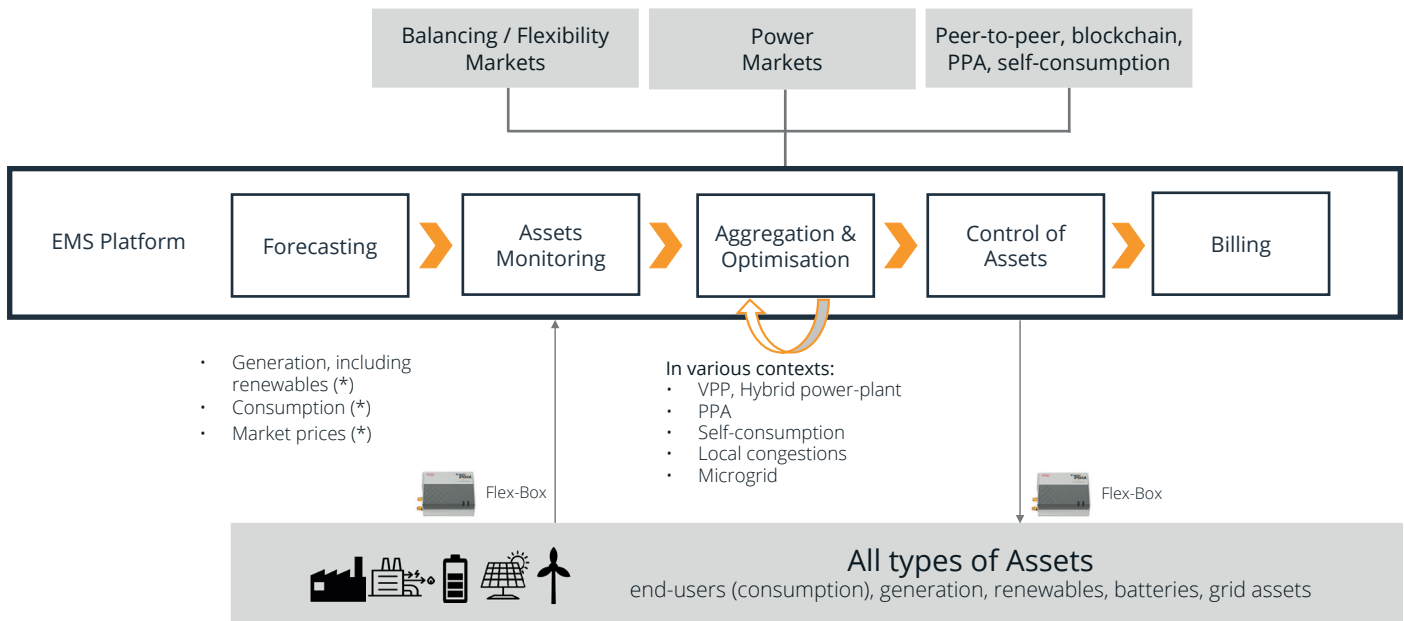 Balancing / Flexibility
Markets
Power
Markets
Peer-to-peer, blockchain,
PPA, self-consumption
EMS Platform
Forecasting
Assets
Monitoring
Aggregation &
Optimisation
Control of
Assets
Billing
• Generation, including
renewables (*)
• Consumption (*)
• Market prices (*)
In various contexts:
• VPP, Hybrid power-plant
• PPA
• Self-consumption
• Local congestions
• Microgrid
Flex-Box
Flex-Box
All types of Assets
end-users (consumption), generation, renewables, batteries, grid assets